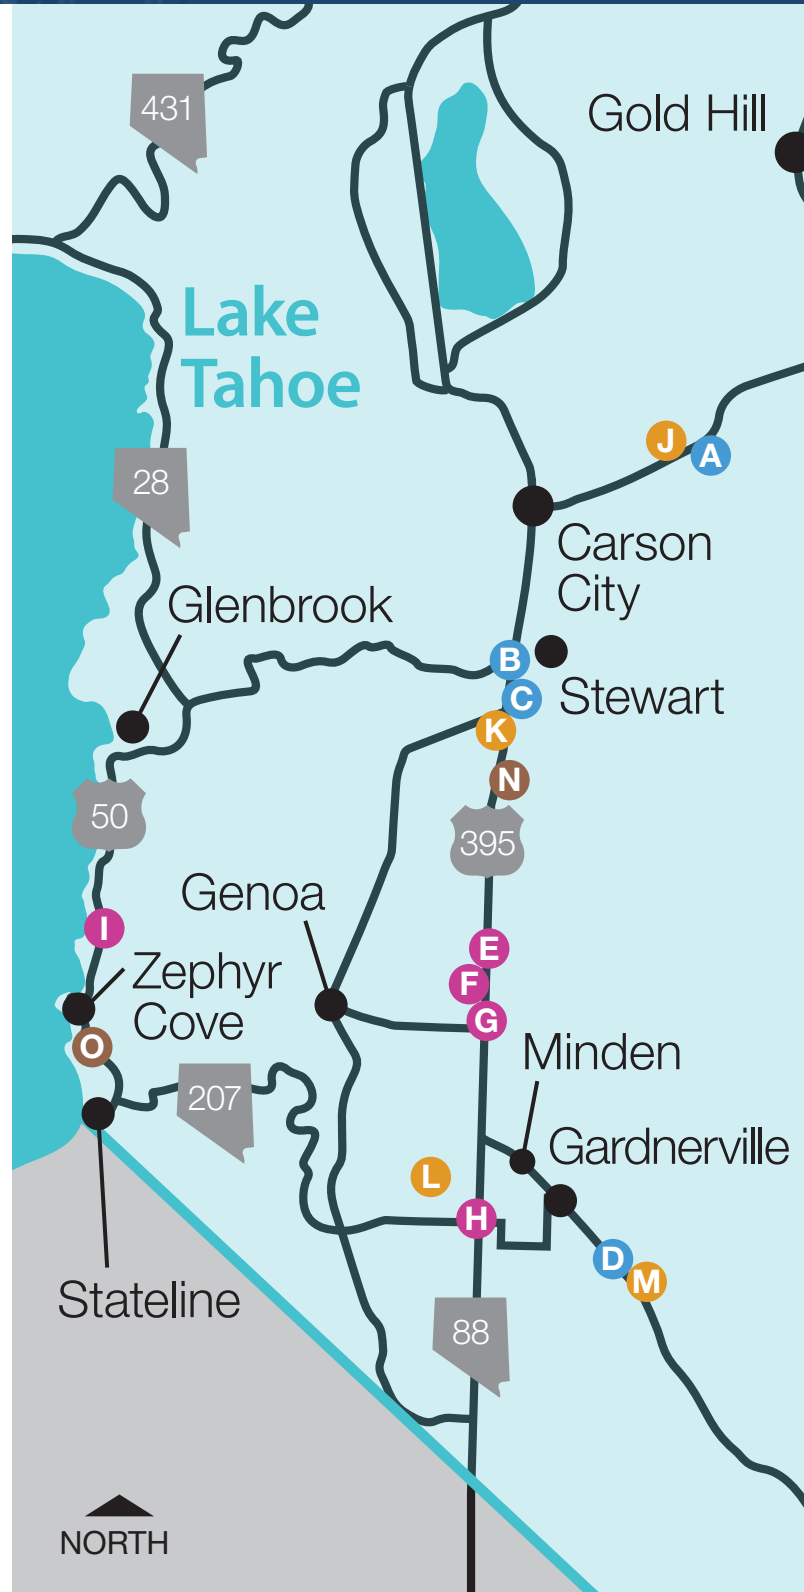 431
Gold Hill
Lake
Tahoe
J
A
28
Carson
City
Glenbrook
B
Stewart
C
K
N
50
395
Genoa
I
E
Zephyr
Cove
F
G
O
Minden
207
Gardnerville
L
H
D
M
Stateline
88
NORTH